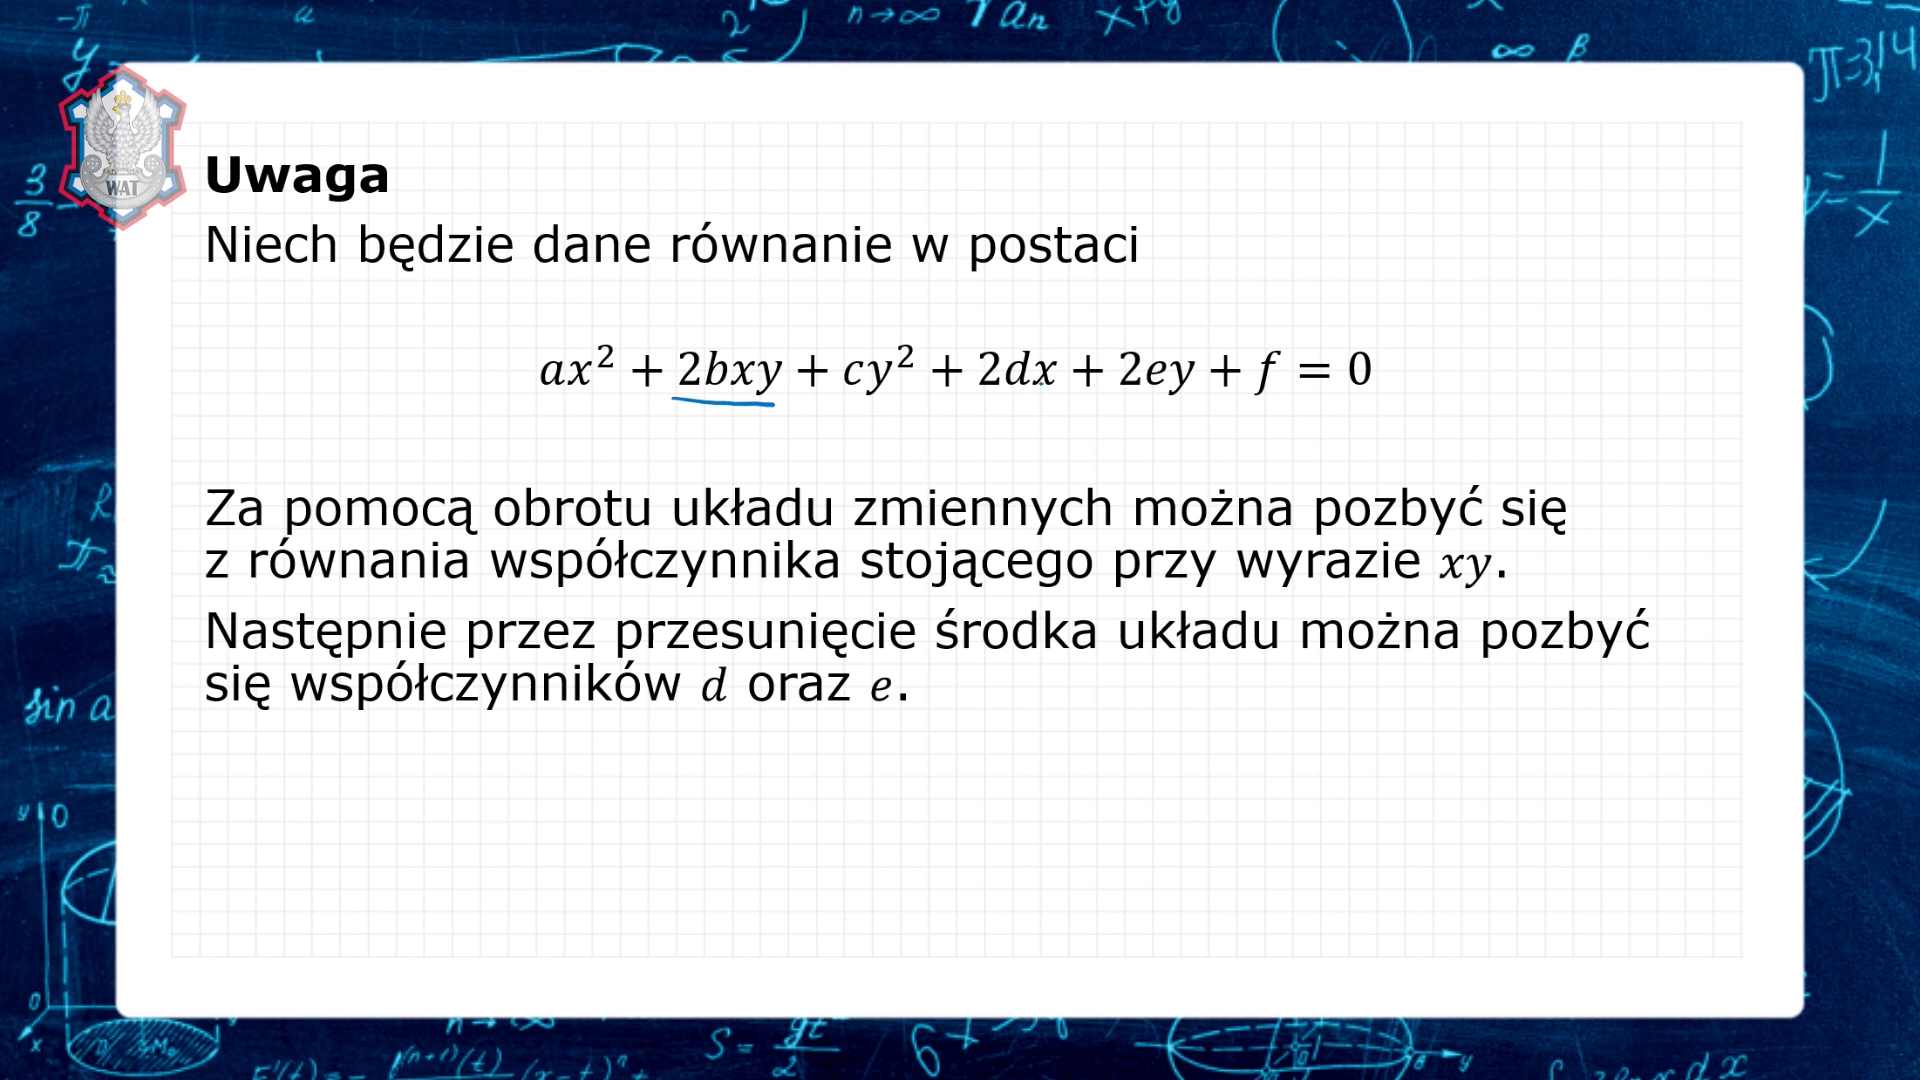 WAT
Uwaga
Niech będzie dane równanie w postaci
ax² + 2bxy + cy² + 2dx + 2ey + f = 0
Za pomocą obrotu układu zmiennych można pozbyć się
z równania współczynnika stojącego przy wyrazie xy.
Następnie przez przesunięcie środka układu można pozbyć
się współczynników d oraz e.